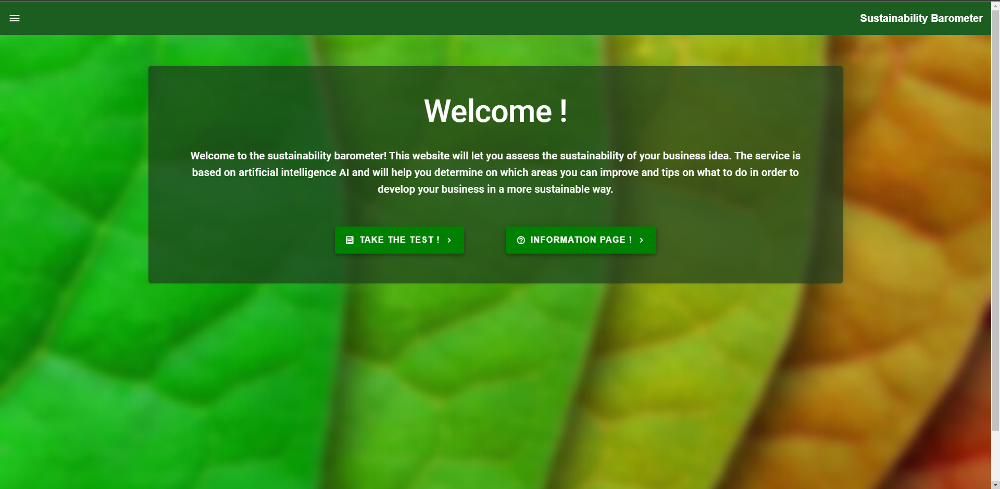 Sustainability Barometer
Welcome !
Welcome to the sustainability barometer! This website will let you assess the sustainability of your business idea. The service is
based on artificial intelligence AI and will help you determine on which areas you can improve and tips on what to do in order to
develop your business in a more sustainable way.
TAKE THE TEST !
INFORMATION PAGE !